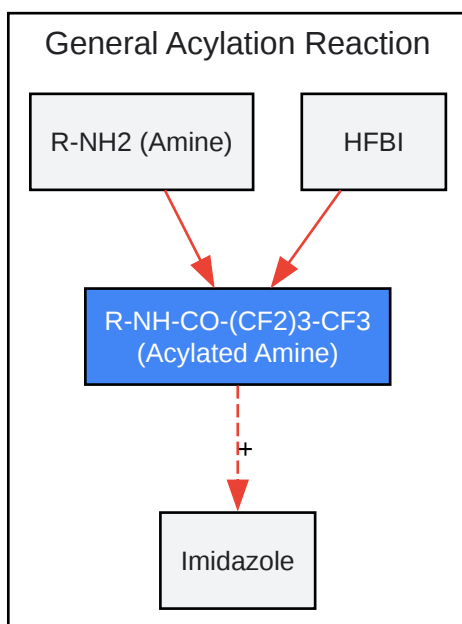 General Acylation Reaction
R-NH2 (Amine)
HFBI
R-NH-CO-(CF2)3-CF3
(Acylated Amine)
+
Imidazole